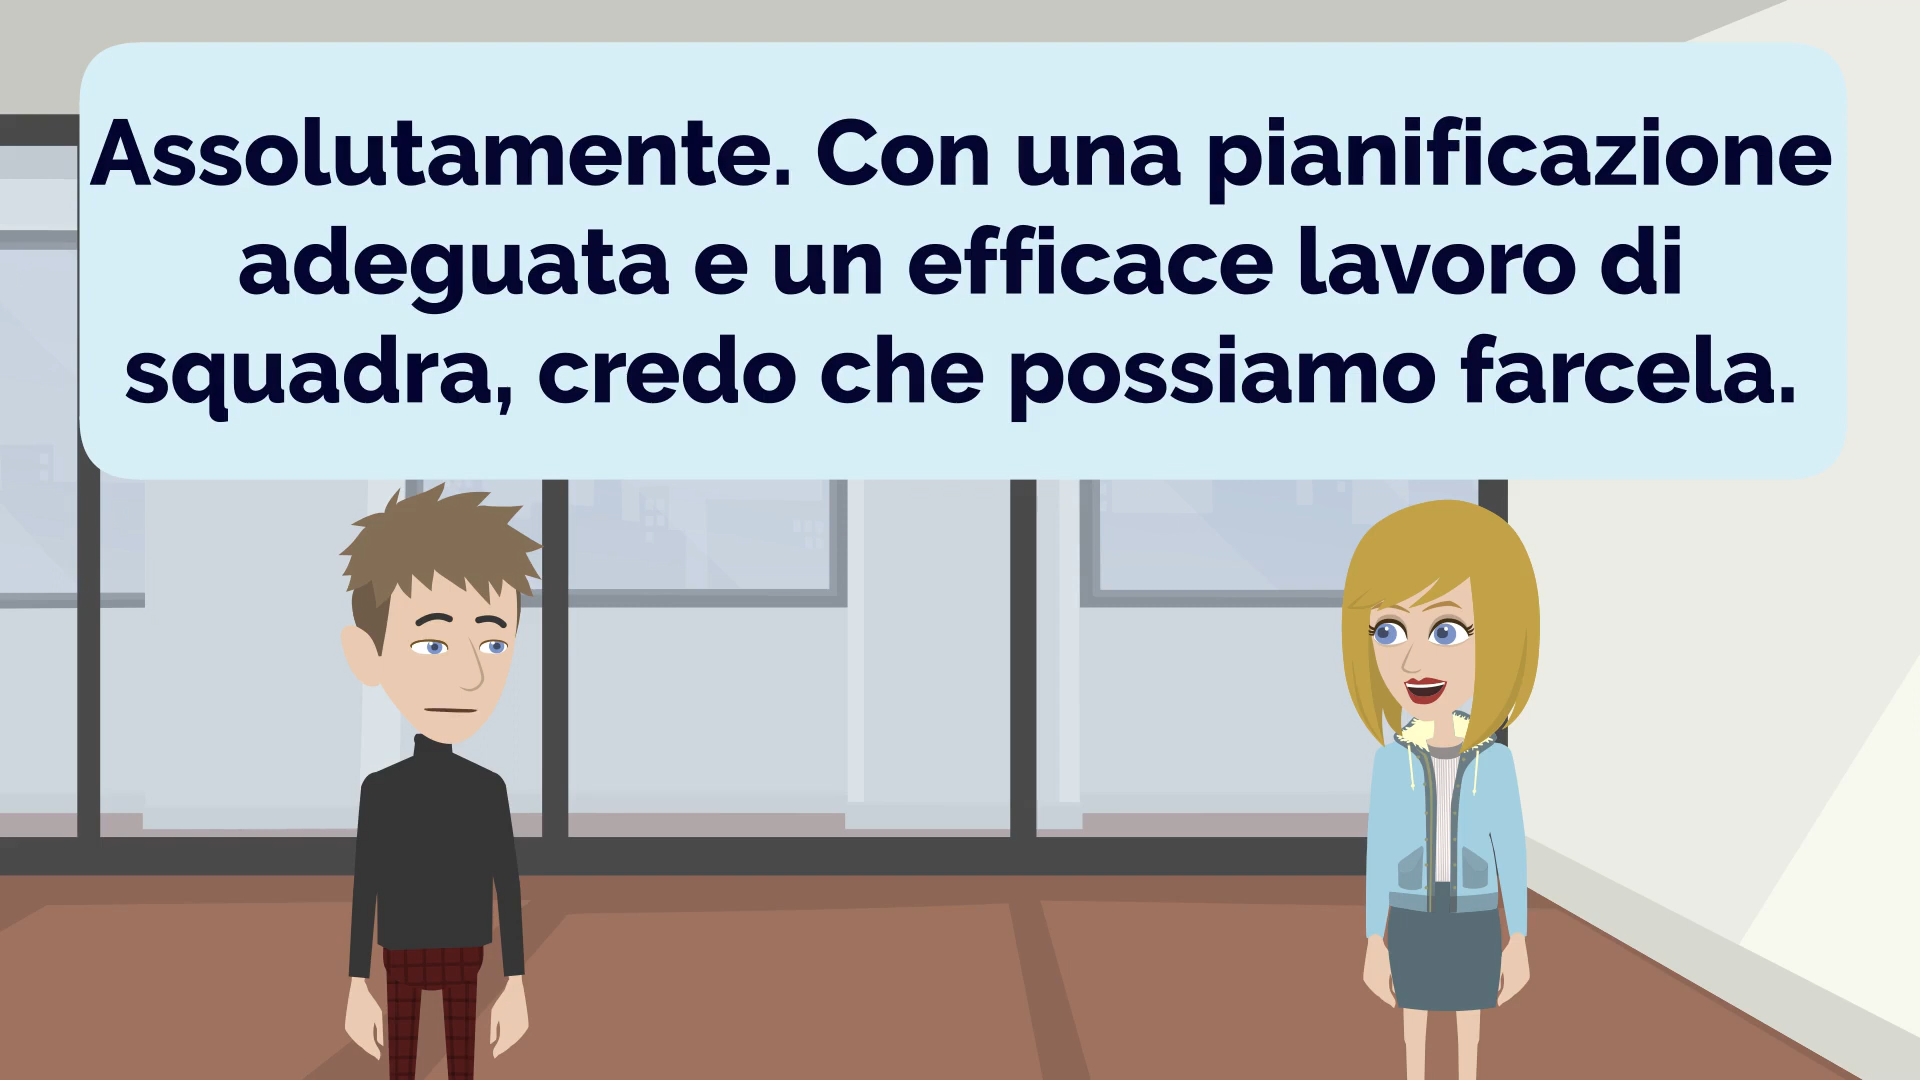 Assolutamente. Con una pianificazione
adeguata e un efficace lavoro di
squadra, credo che possiamo farcela.